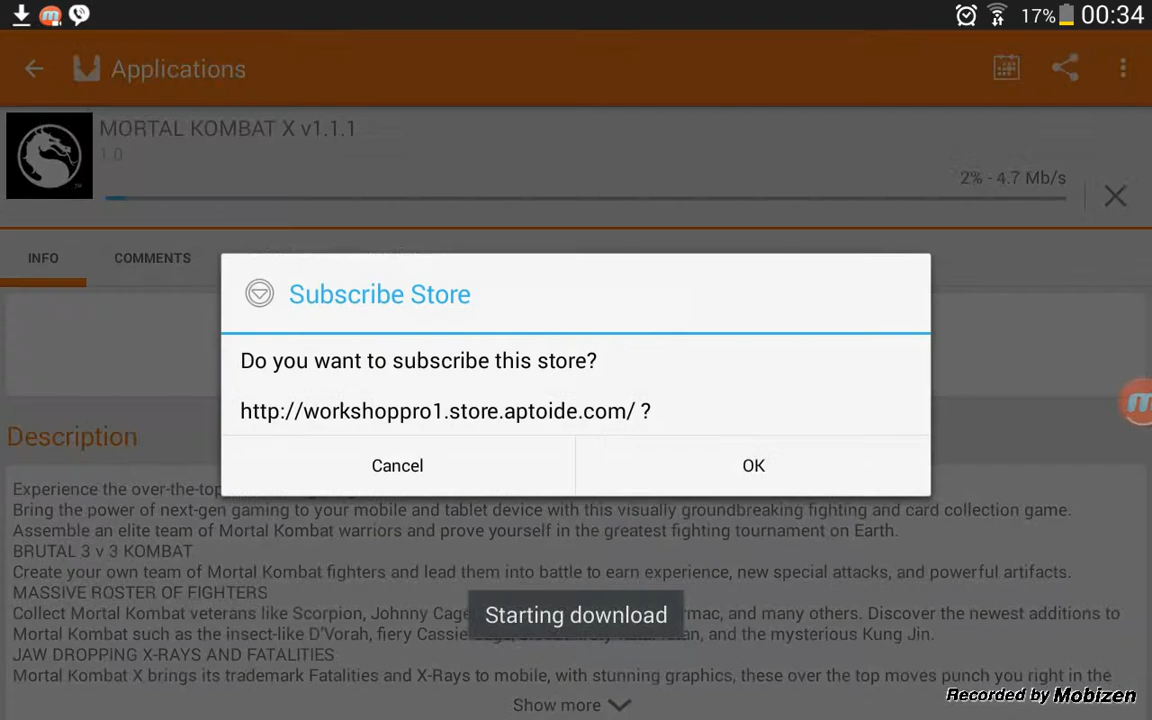 17% 00:34
Applications
MORTAL KOMBAT X v1.1.1
1.0
2% - 4.7 Mb/s
INFO COMMENTS
Subscribe Store
Do you want to subscribe this store?
http://workshoppro1.store.aptoide.com/ ?
Cancel OK
Description
Experience the over-the-top
Bring the power of next-gen gaming to your mobile and tablet device with this visually groundbreaking fighting and card collection game.
Assemble an elite team of Mortal Kombat warriors and prove yourself in the greatest fighting tournament on Earth.
BRUTAL 3 v 3 KOMBAT
Create your own team of Mortal Kombat fighters and lead them into battle to earn experience, new special attacks, and powerful artifacts.
MASSIVE ROSTER OF FIGHTERS
Collect Mortal Kombat veterans like Scorpion, Johnny Cage and many others. Discover the newest additions to
Starting download
Mortal Kombat such as the insect-like D'Vorah, fiery Cassie and the mysterious Kung Jin.
JAW DROPPING X-RAYS AND FATALITIES
Mortal Kombat X brings its trademark Fatalities and X-Rays to mobile, with stunning graphics, these over the top moves punch you right in the
Show more
Recorded by Mobizen